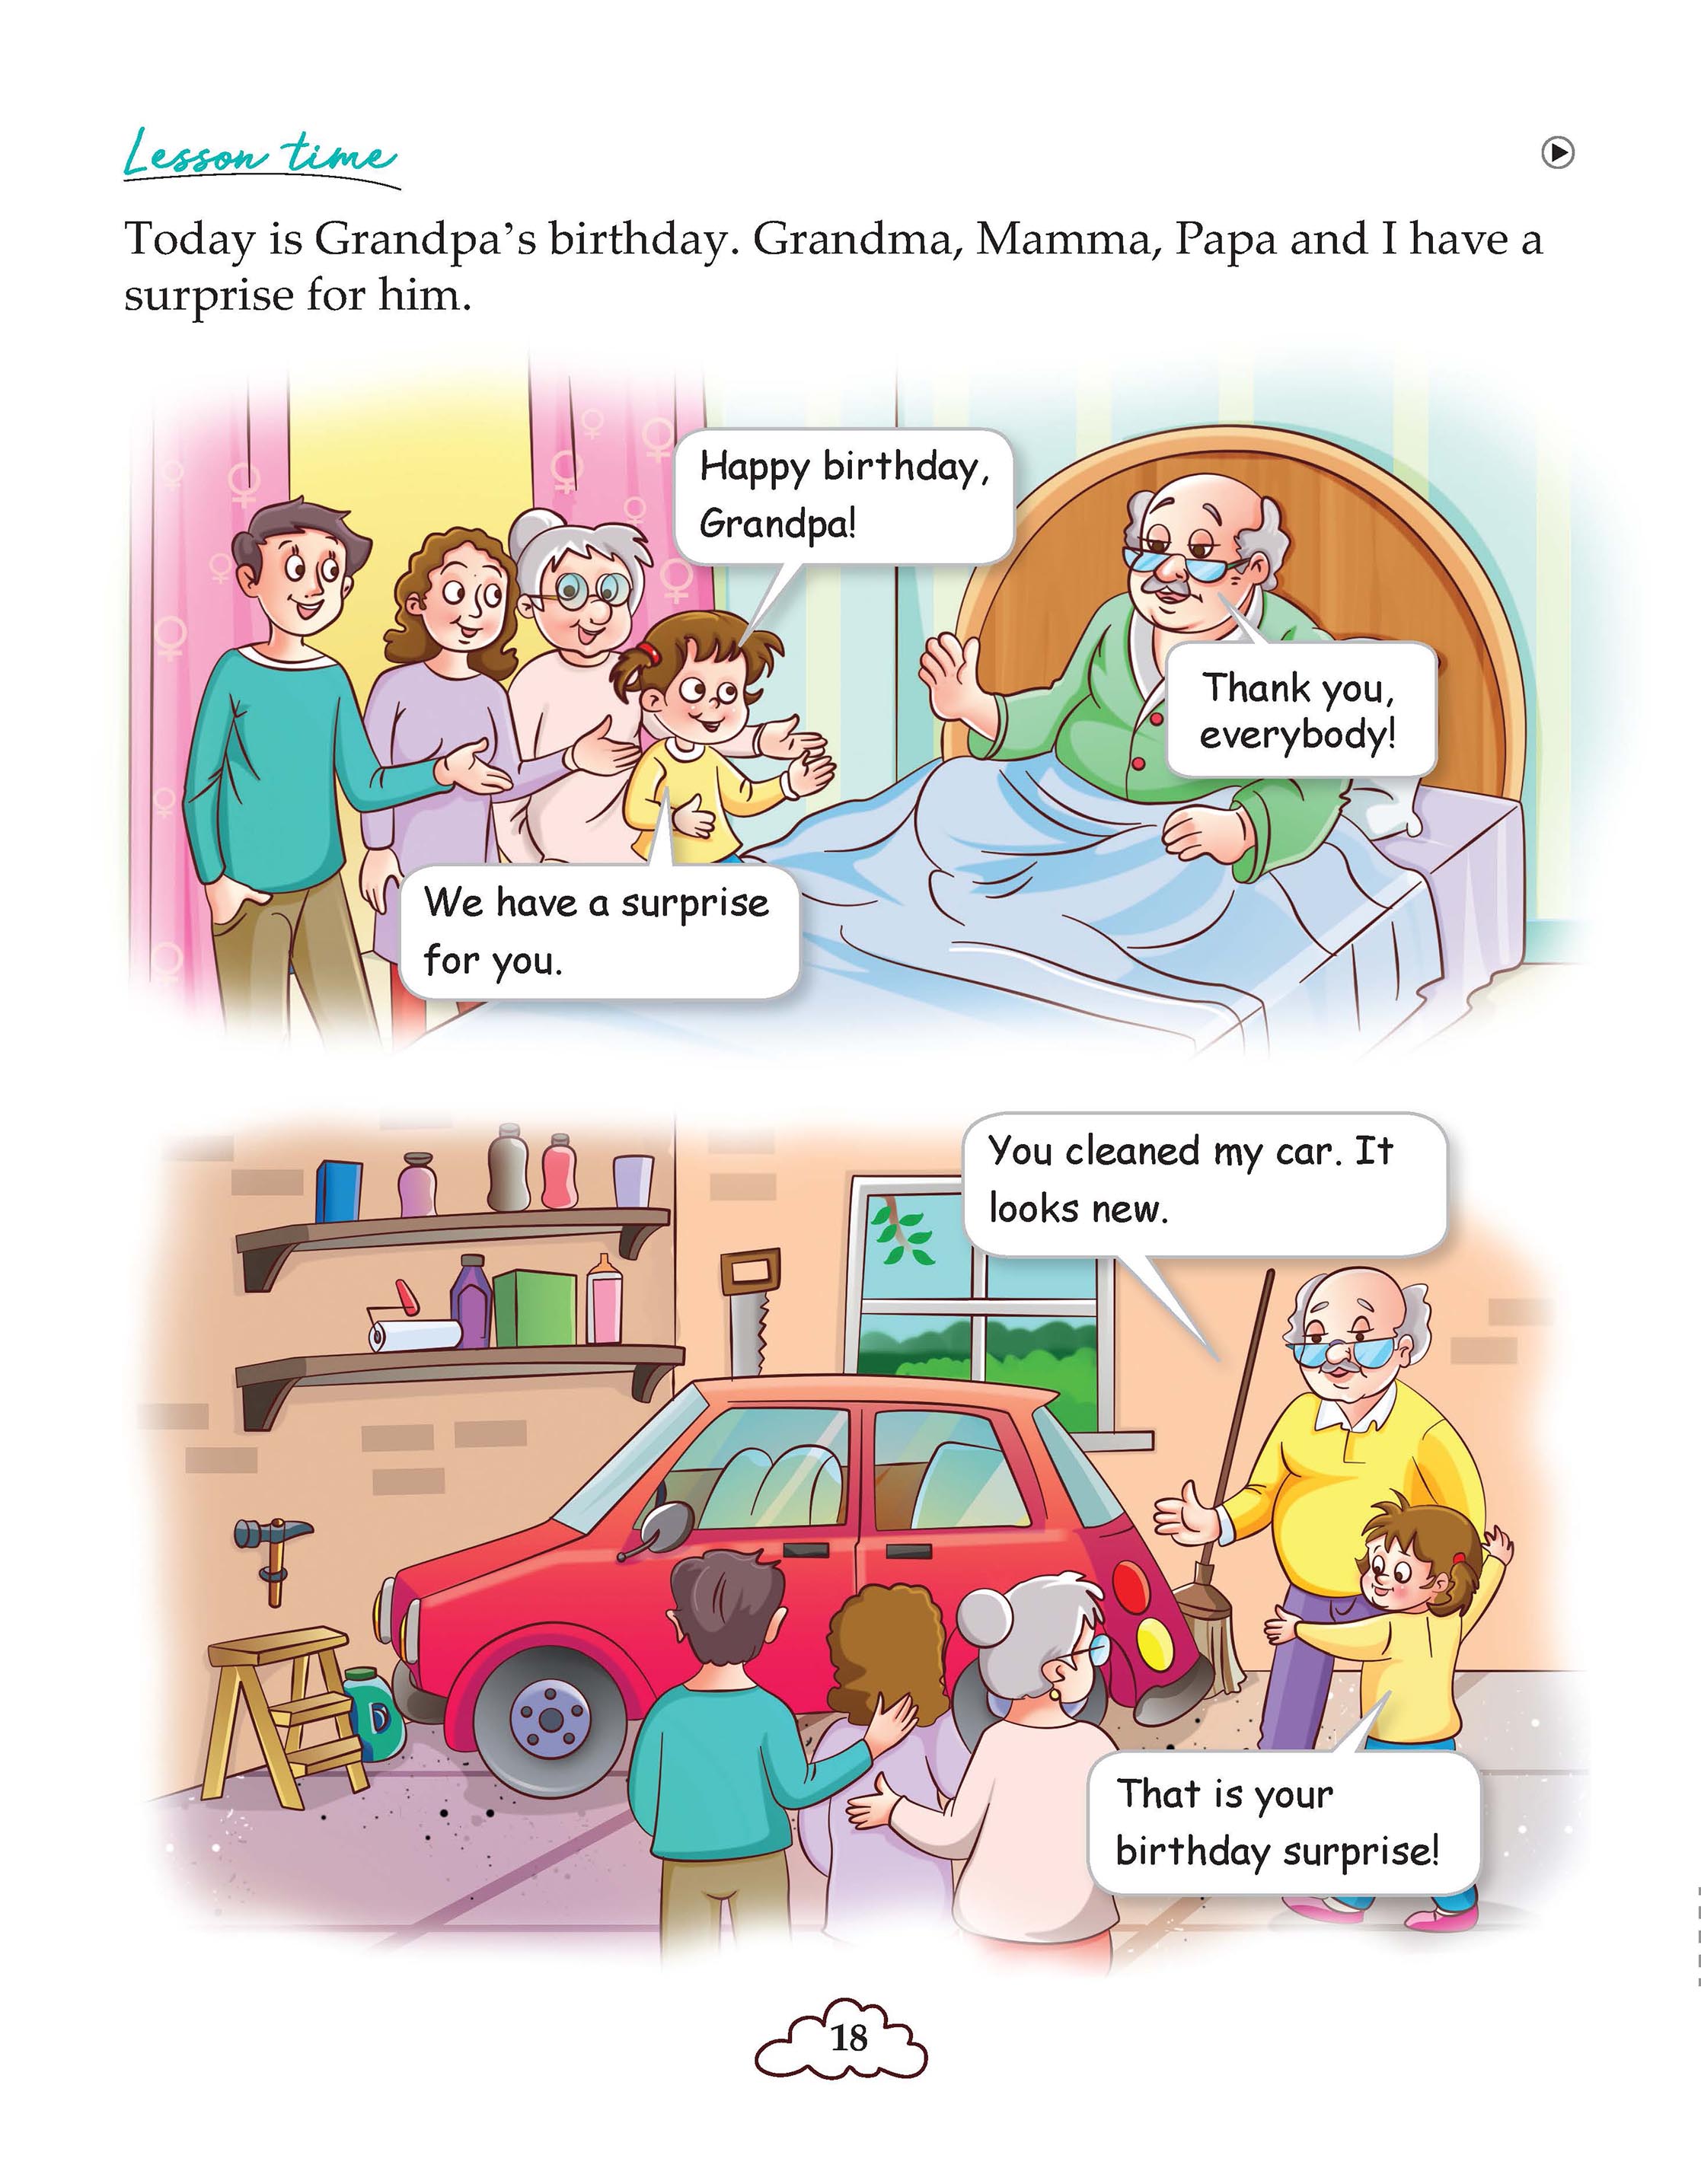 Lesson time
Today is Grandpa's birthday. Grandma, Mamma, Papa and I have a
surprise for him.
Happy birthday,
Grandpa!
Thank you,
everybody!
We have a surprise
for you.
You cleaned my car. It
looks new.
D
That is your
birthday surprise!
18